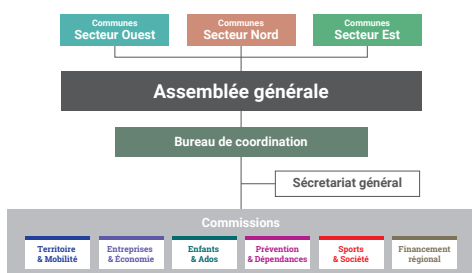 Communes
Secteur Ouest
Communes
Secteur Nord
Communes
Secteur Est
Assemblée générale
Bureau de coordination
Sécretariat général
Commissions
Territoire
& Mobilité
Entreprises
& Économie
Enfants
& Ados
Prévention
& Dépendances
Sports
& Société
Financement
régional